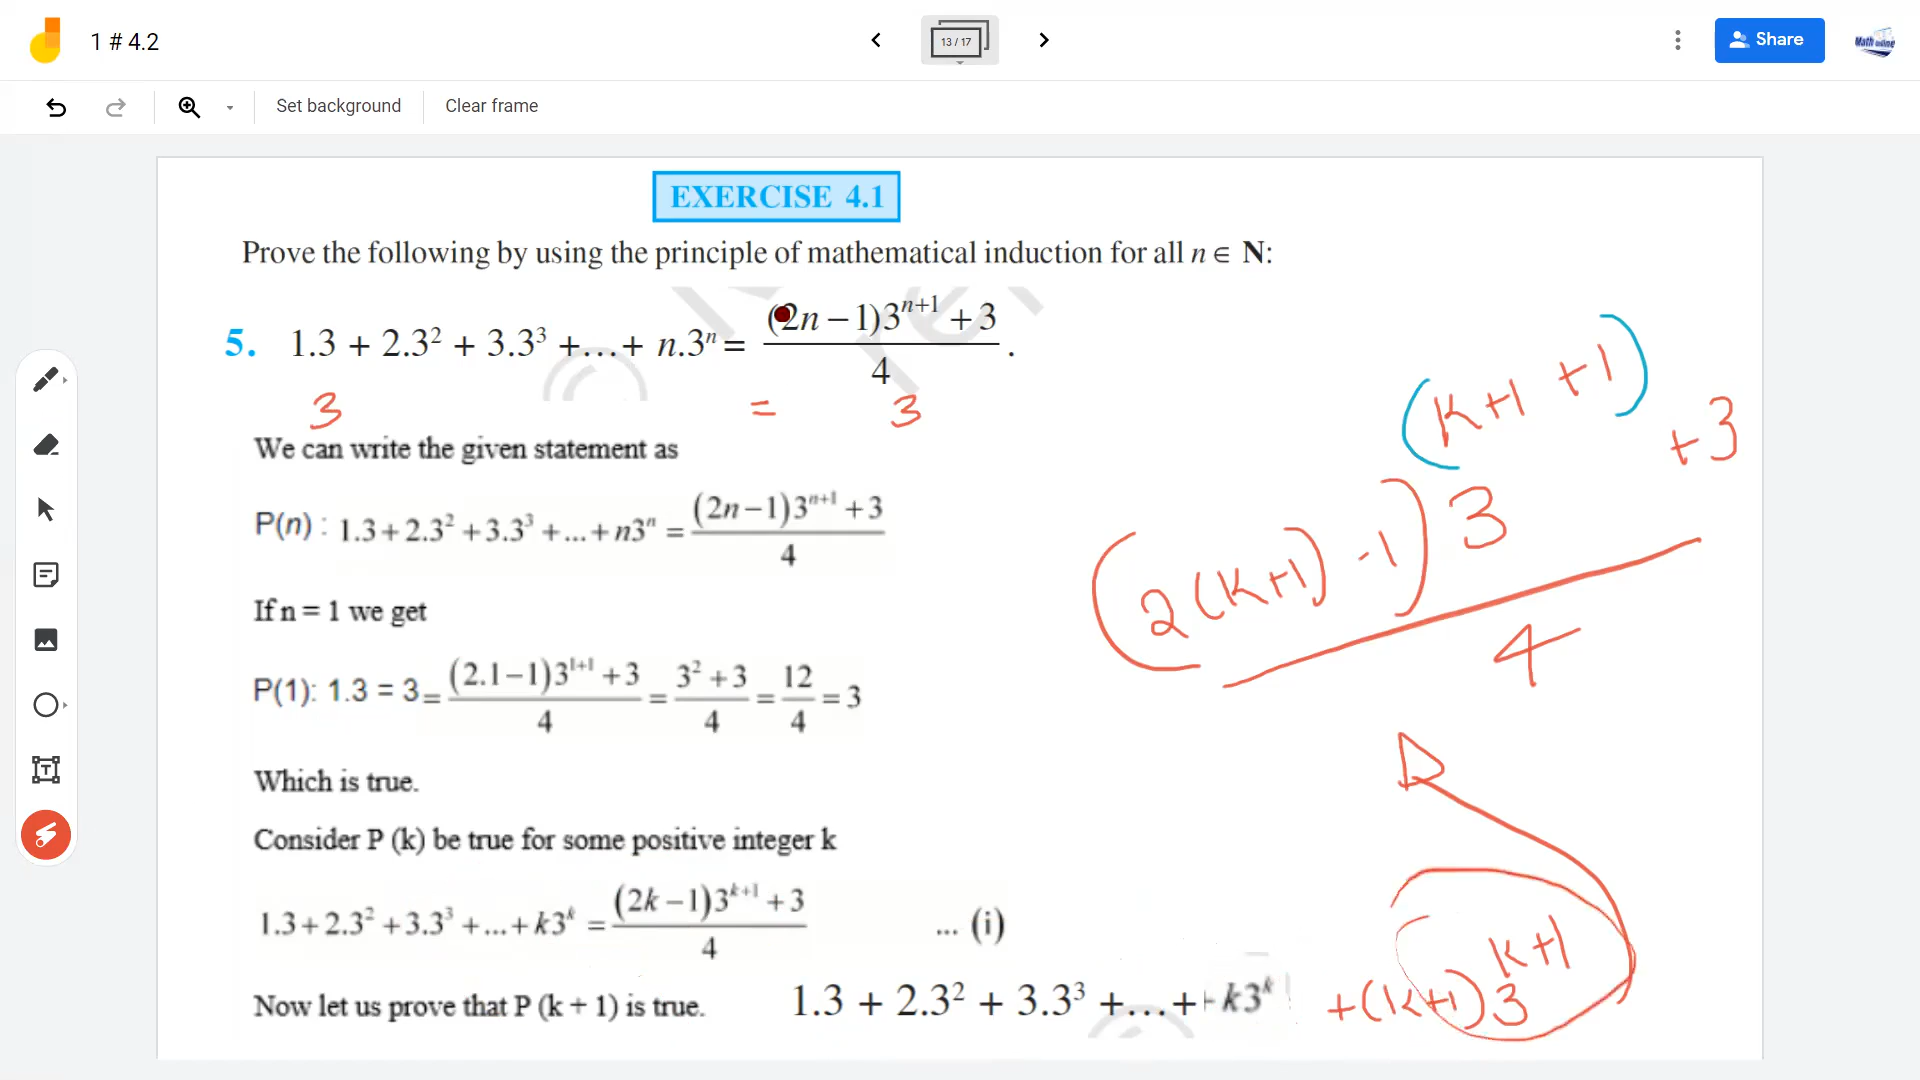 1 # 4.2
13 / 17
Share
Math online
Set background
Clear frame
EXERCISE 4.1
Prove the following by using the principle of mathematical induction for all n ∈ N:
5. 1.3 + 2.3² + 3.3³ +...+ n.3ⁿ = (2n – 1)3ⁿ⁺¹ + 3 / 4 .
3 = 3
We can write the given statement as
P(n) : 1.3 + 2.3² + 3.3³ + ... + n3ⁿ = (2n – 1)3ⁿ⁺¹ + 3 / 4
If n = 1 we get
P(1): 1.3 = 3 = (2.1 – 1)3¹⁺¹ + 3 / 4 = 3² + 3 / 4 = 12 / 4 = 3
Which is true.
Consider P (k) be true for some positive integer k
1.3 + 2.3² + 3.3³ + ... + k3ᵏ = (2k – 1)3ᵏ⁺¹ + 3 / 4 ... (i)
Now let us prove that P (k + 1) is true.
1.3 + 2.3² + 3.3³ +...+ k3ᵏ +(k+1)3ᵏ⁺¹
(2(k+1) -1) 3^(k+1 +1) +3 / 4